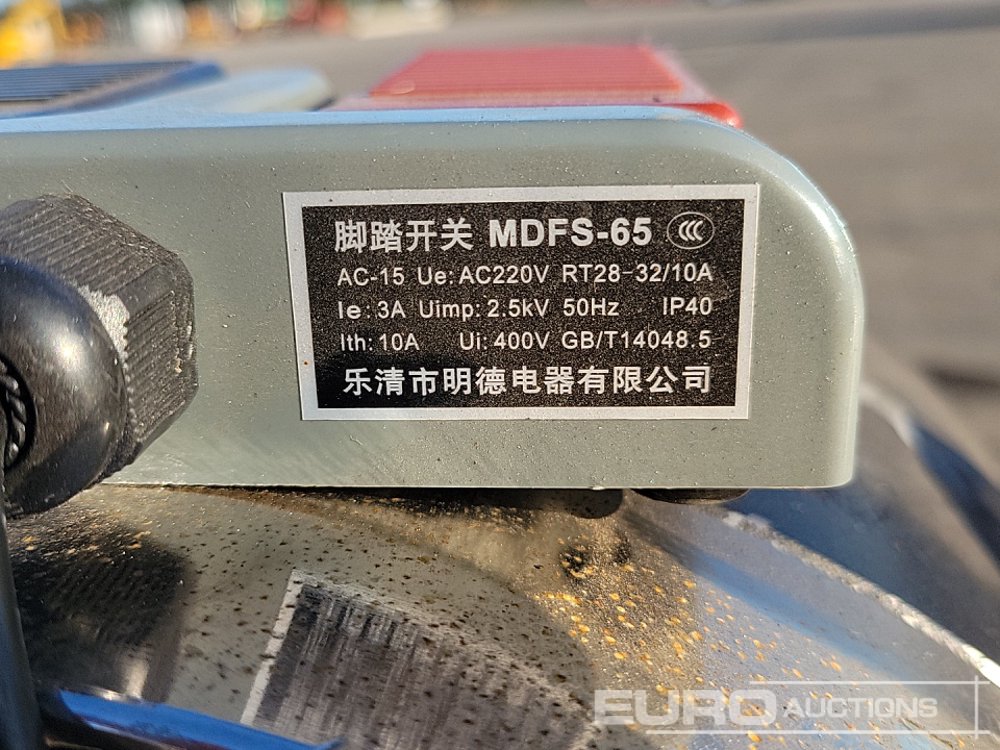 脚踏开关 MDFS-65 CCC
AC-15 Ue: AC220V RT28-32/10A
Ie: 3A Uimp: 2.5kV 50Hz IP40
Ith: 10A Ui: 400V GB/T14048.5
乐清市明德电器有限公司
EURO AUCTIONS